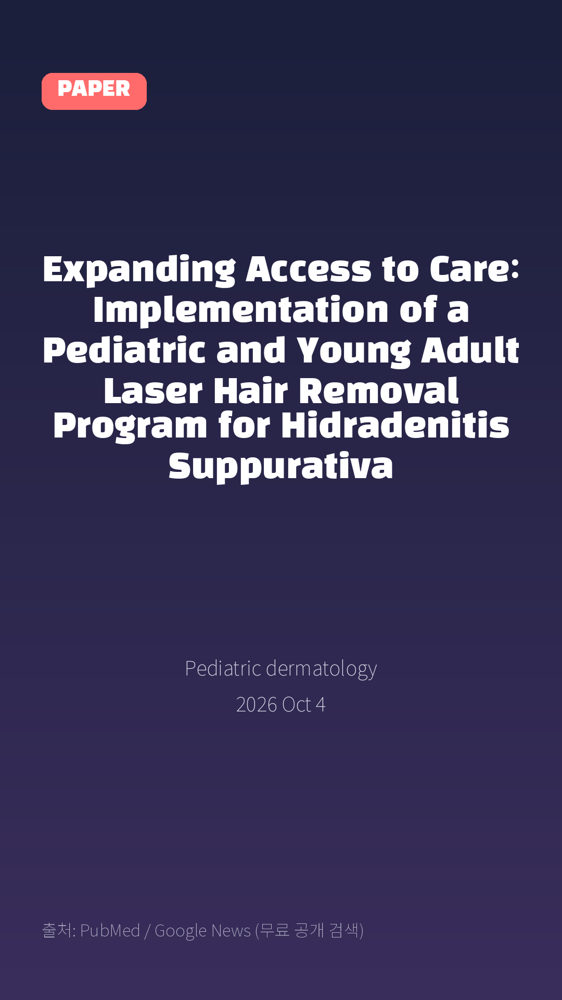 PAPER
Expanding Access to Care:
Implementation of a
Pediatric and Young Adult
Laser Hair Removal
Program for Hidradenitis
Suppurativa
Pediatric dermatology
2026 Oct 4
출처: PubMed / Google News (무료 공개 검색)